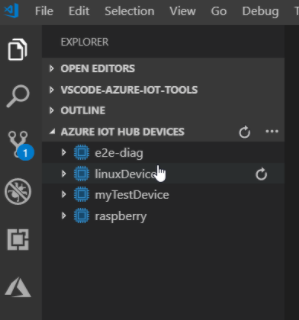 File Edit Selection View Go Debug
EXPLORER
OPEN EDITORS
VSCODE-AZURE-IOT-TOOLS
OUTLINE
AZURE IOT HUB DEVICES
1
e2e-diag
linuxDevice
myTestDevice
raspberry